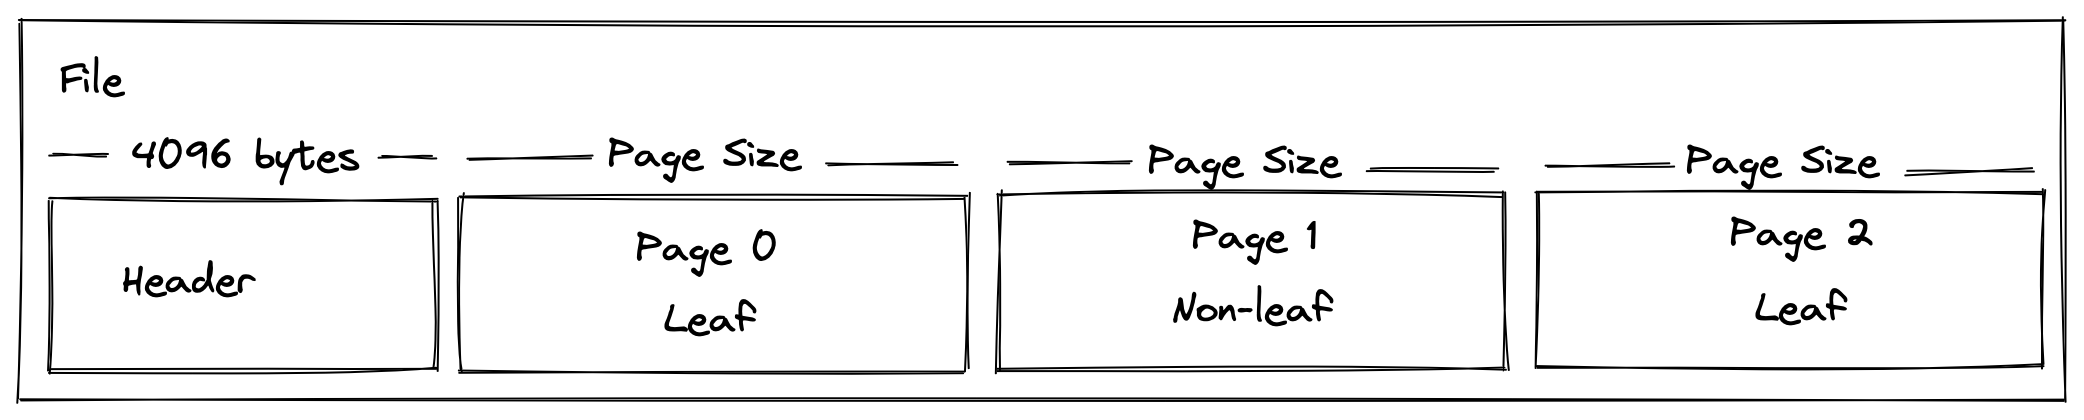 File
4096 bytes
Page Size
Page Size
Page Size
Header
Page 0
Leaf
Page 1
Non-leaf
Page 2
Leaf